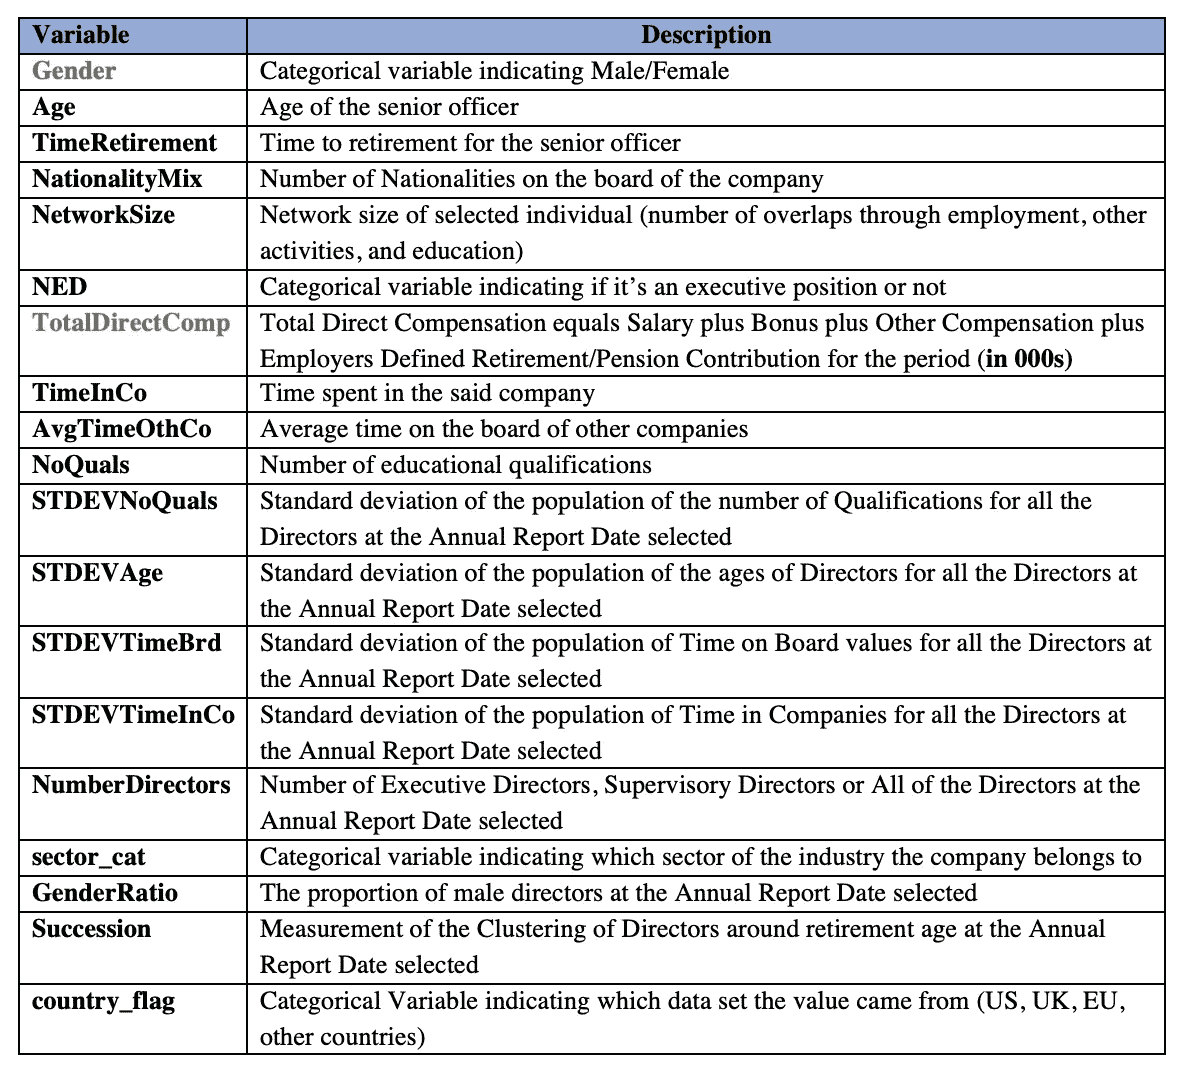 Variable Description
Gender Categorical variable indicating Male/Female
Age Age of the senior officer
TimeRetirement Time to retirement for the senior officer
NationalityMix Number of Nationalities on the board of the company
NetworkSize Network size of selected individual (number of overlaps through employment, other
activities, and education)
NED Categorical variable indicating if it's an executive position or not
TotalDirectComp Total Direct Compensation equals Salary plus Bonus plus Other Compensation plus
Employers Defined Retirement/Pension Contribution for the period (in 000s)
TimeInCo Time spent in the said company
AvgTimeOthCo Average time on the board of other companies
NoQuals Number of educational qualifications
STDEVNoQuals Standard deviation of the population of the number of Qualifications for all the
Directors at the Annual Report Date selected
STDEVAge Standard deviation of the population of the ages of Directors for all the Directors at
the Annual Report Date selected
STDEVTimeBrd Standard deviation of the population of Time on Board values for all the Directors at
the Annual Report Date selected
STDEVTimeInCo Standard deviation of the population of Time in Companies for all the Directors at
the Annual Report Date selected
NumberDirectors Number of Executive Directors, Supervisory Directors or All of the Directors at the
Annual Report Date selected
sector_cat Categorical variable indicating which sector of the industry the company belongs to
GenderRatio The proportion of male directors at the Annual Report Date selected
Succession Measurement of the Clustering of Directors around retirement age at the Annual
Report Date selected
country_flag Categorical Variable indicating which data set the value came from (US, UK, EU,
other countries)